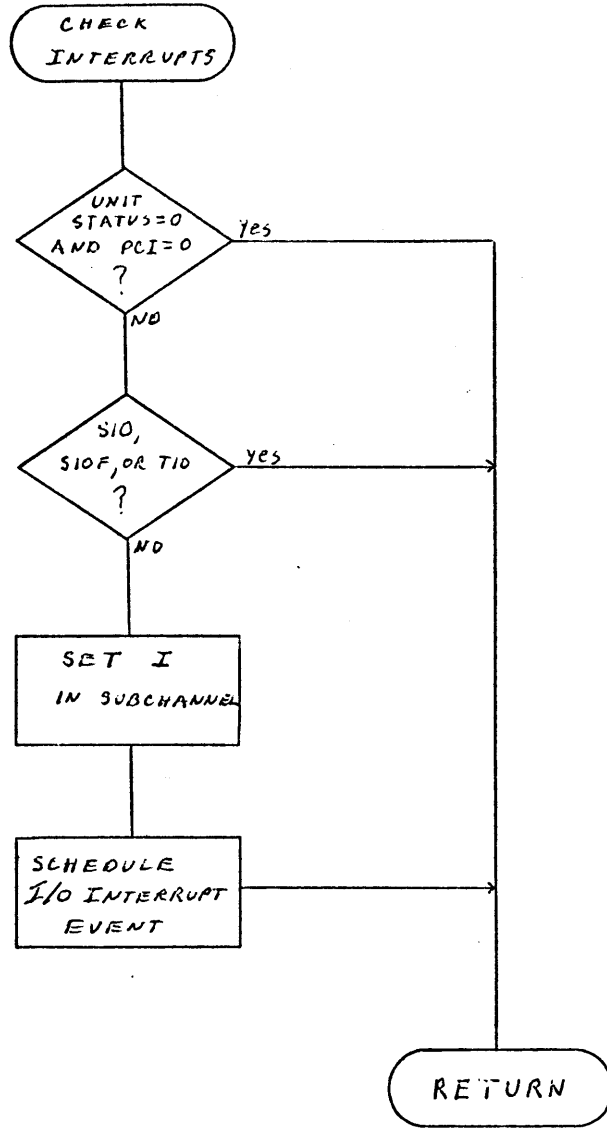 CHECK
INTERRUPTS
UNIT
STATUS=0
AND PCI=0
?
Yes
NO
SIO,
SIOF, OR TIO
?
Yes
NO
SET I
IN SUBCHANNEL
SCHEDULE
I/O INTERRUPT
EVENT
RETURN